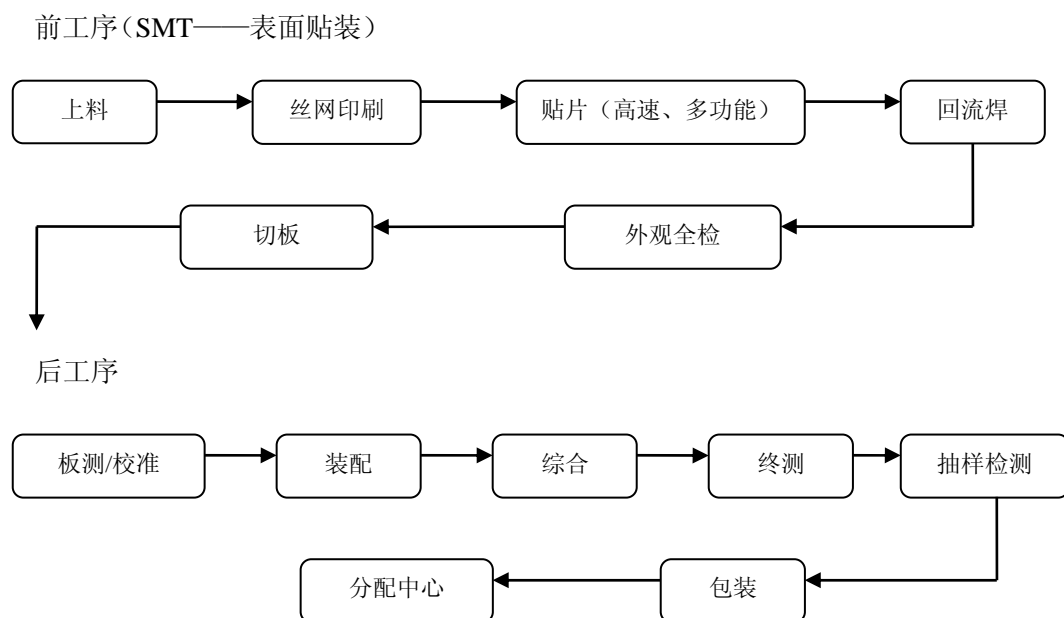 前工序（SMT——表面贴装）
上料
丝网印刷
贴片（高速、多功能）
回流焊
外观全检
切板
后工序
板测/校准
装配
综合
终测
抽样检测
包装
分配中心